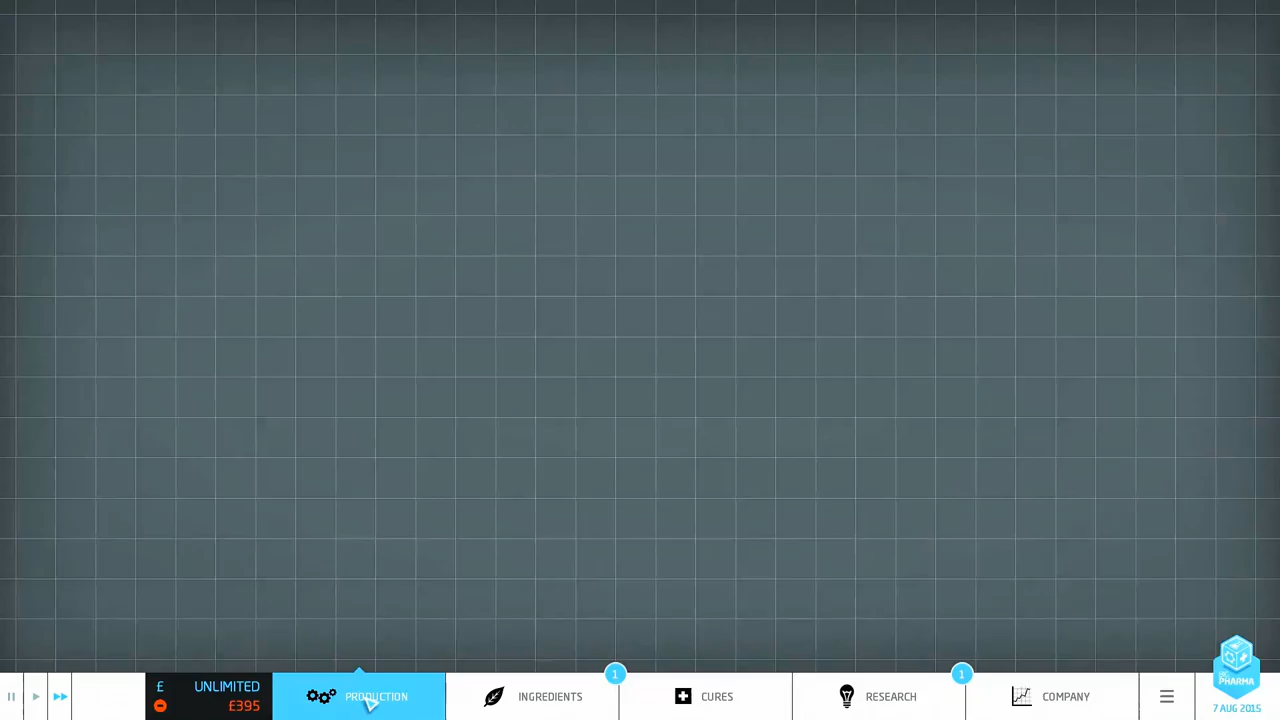 1
1
£ UNLIMITED
£395
PRODUCTION
INGREDIENTS
CURES
RESEARCH
COMPANY
PHARMA
7 AUG 2015